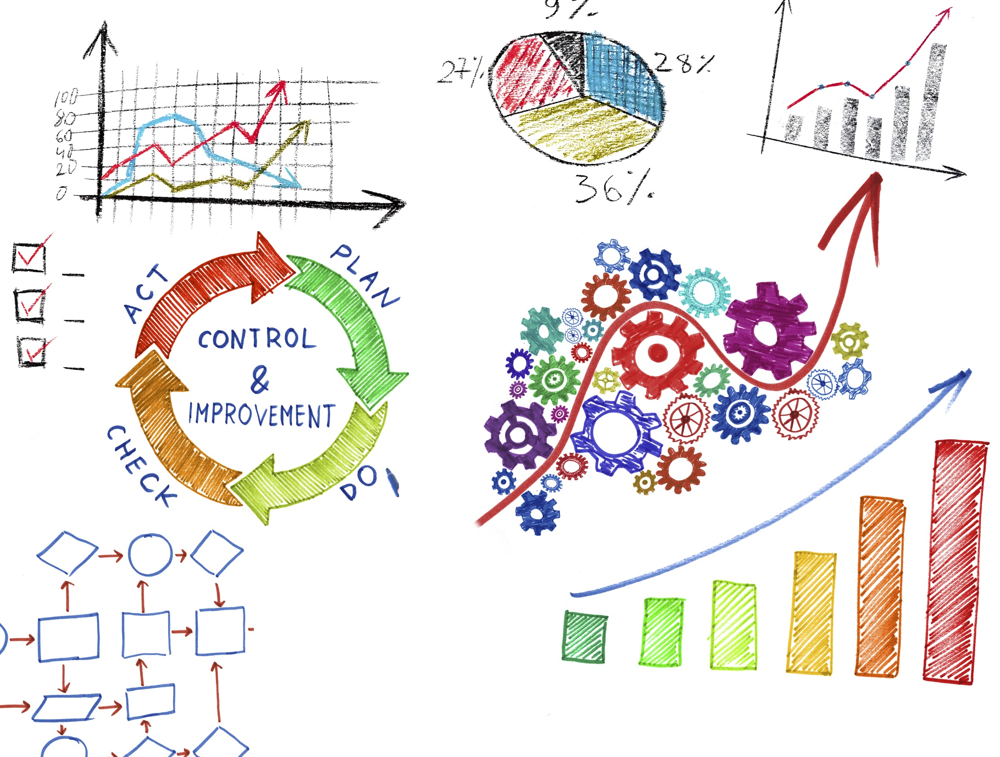 9%
27%
28%
36%
100
80
60
40
20
0
ACT
PLAN
CONTROL
&
IMPROVEMENT
CHECK
DO